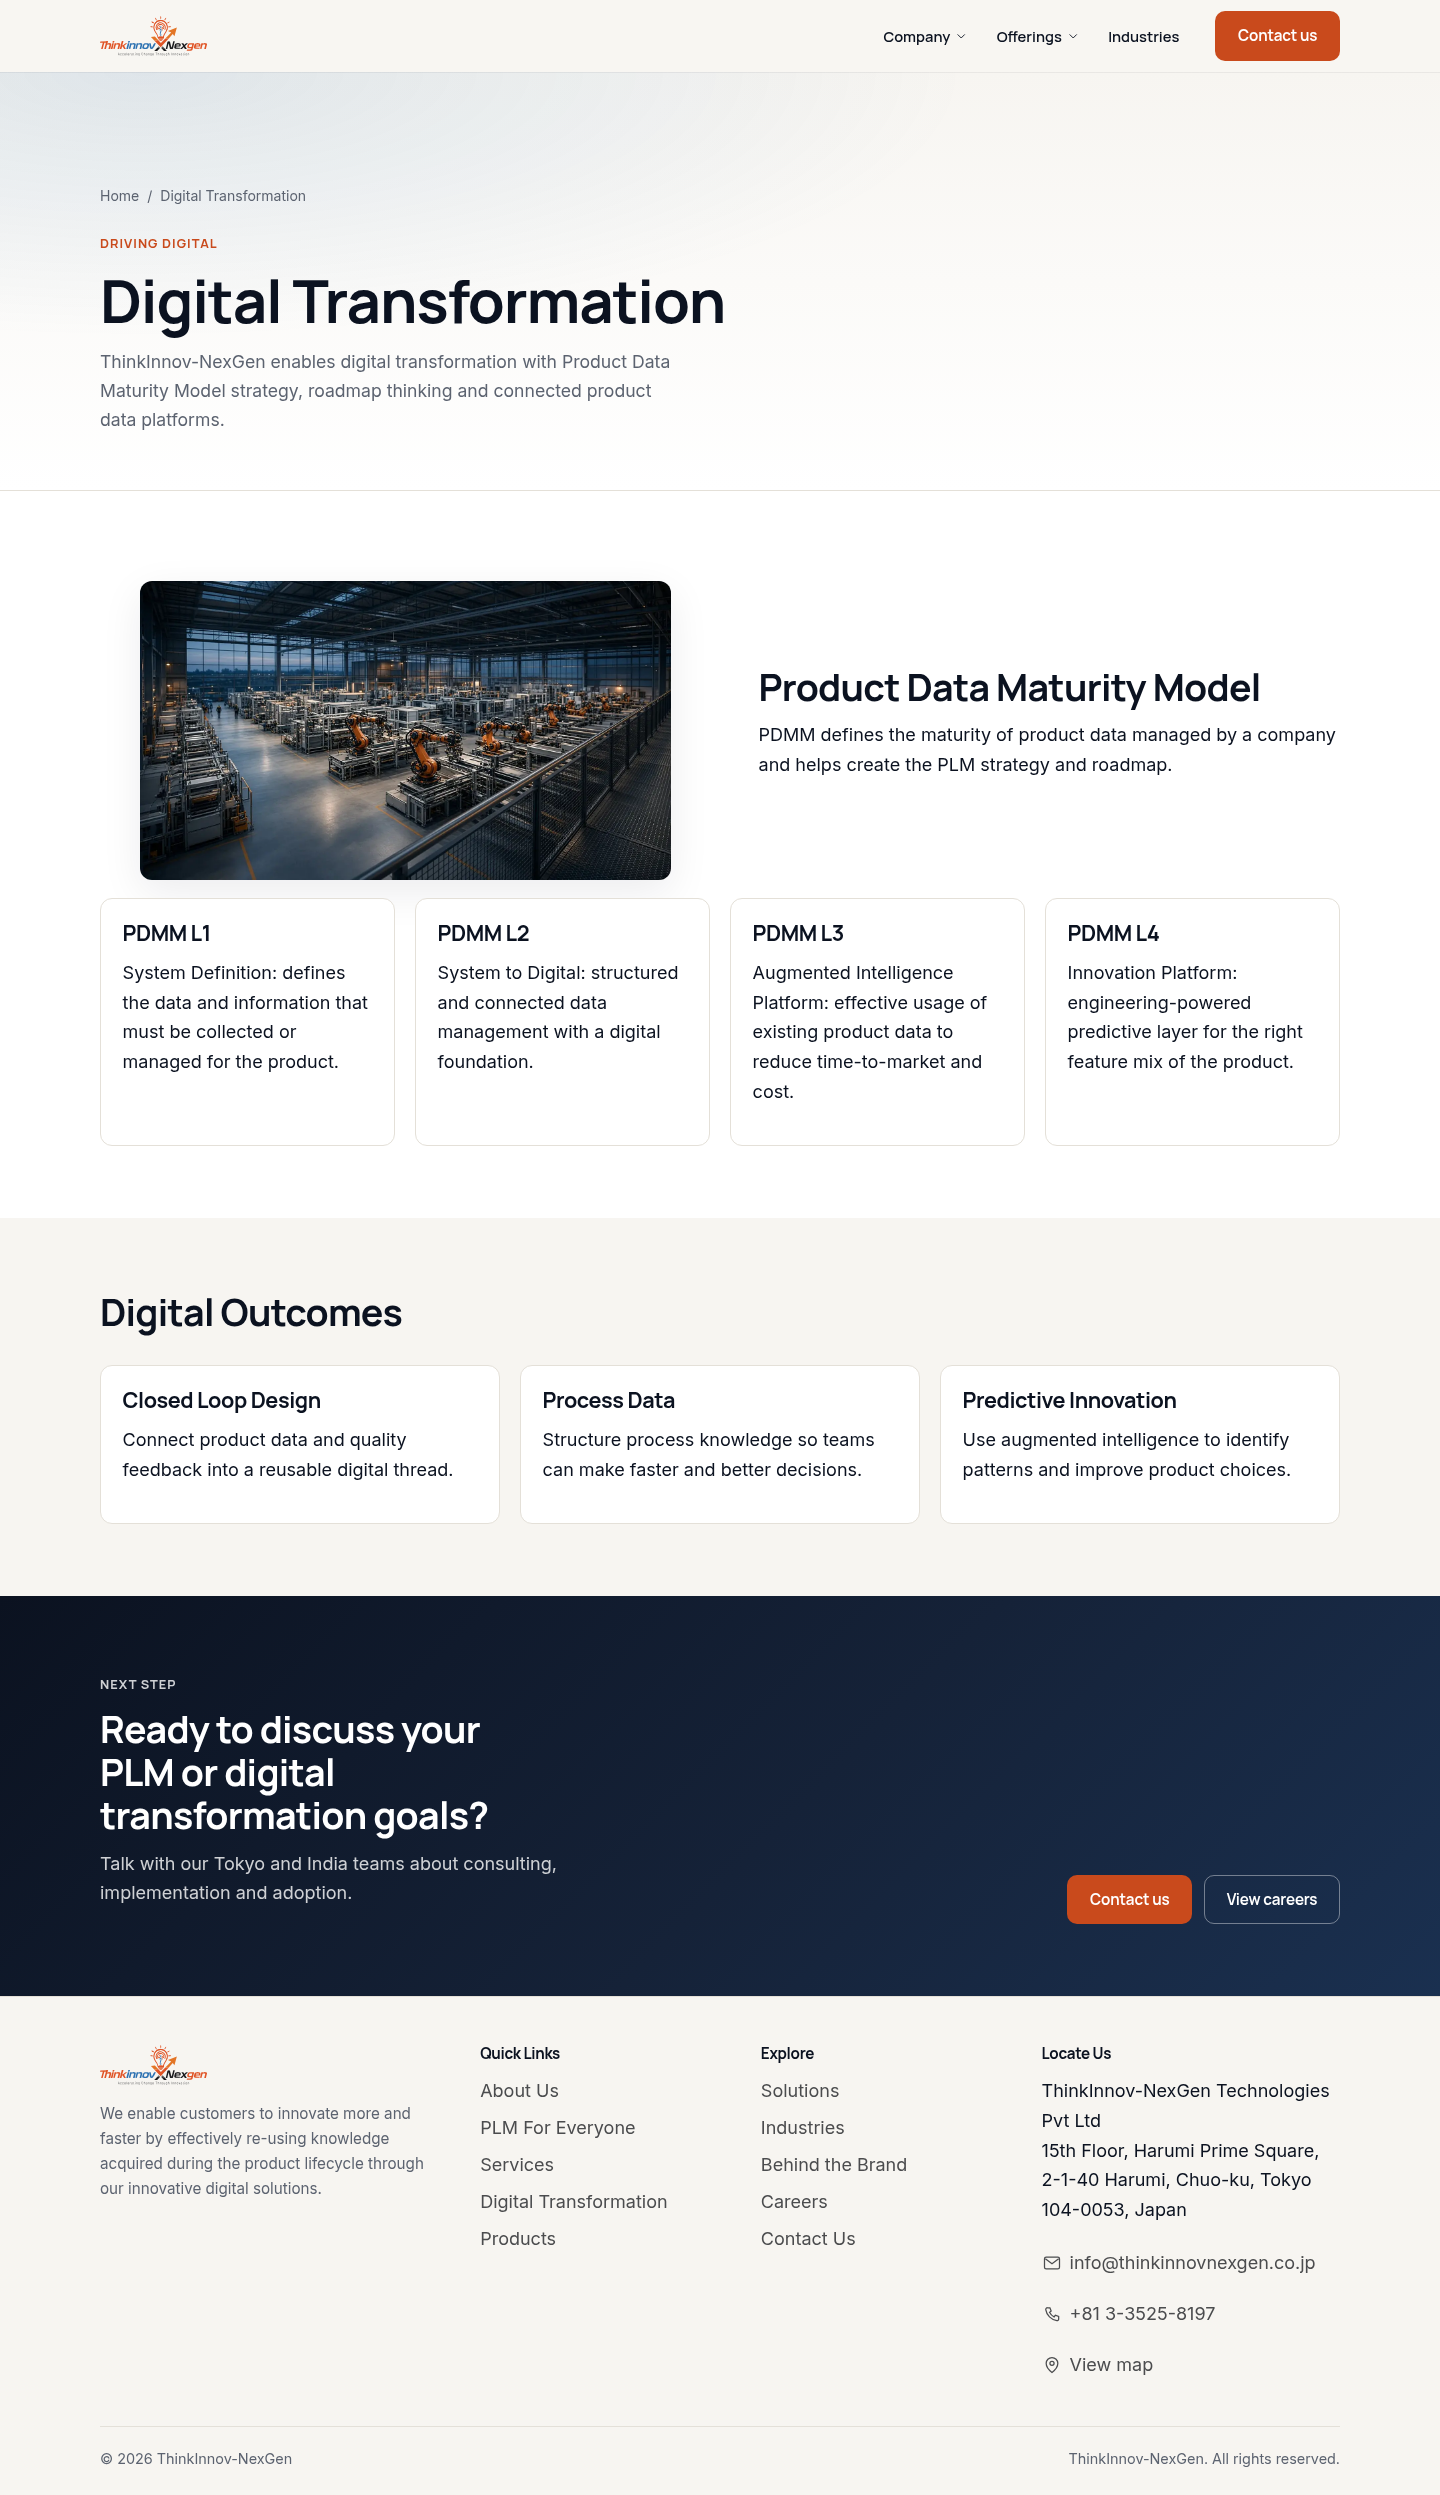 ThinkinnovXNexgen
Company
Offerings
Industries
Contact us
Home / Digital Transformation
DRIVING DIGITAL
Digital Transformation
ThinkInnov-NexGen enables digital transformation with Product Data
Maturity Model strategy, roadmap thinking and connected product
data platforms.
Product Data Maturity Model
PDMM defines the maturity of product data managed by a company
and helps create the PLM strategy and roadmap.
PDMM L1
System Definition: defines
the data and information that
must be collected or
managed for the product.
PDMM L2
System to Digital: structured
and connected data
management with a digital
foundation.
PDMM L3
Augmented Intelligence
Platform: effective usage of
existing product data to
reduce time-to-market and
cost.
PDMM L4
Innovation Platform:
engineering-powered
predictive layer for the right
feature mix of the product.
Digital Outcomes
Closed Loop Design
Connect product data and quality
feedback into a reusable digital thread.
Process Data
Structure process knowledge so teams
can make faster and better decisions.
Predictive Innovation
Use augmented intelligence to identify
patterns and improve product choices.
NEXT STEP
Ready to discuss your
PLM or digital
transformation goals?
Talk with our Tokyo and India teams about consulting,
implementation and adoption.
Contact us
View careers
ThinkinnovXNexgen
We enable customers to innovate more and
faster by effectively re-using knowledge
acquired during the product lifecycle through
our innovative digital solutions.
Quick Links
About Us
PLM For Everyone
Services
Digital Transformation
Products
Explore
Solutions
Industries
Behind the Brand
Careers
Contact Us
Locate Us
ThinkInnov-NexGen Technologies
Pvt Ltd
15th Floor, Harumi Prime Square,
2-1-40 Harumi, Chuo-ku, Tokyo
104-0053, Japan
info@thinkinnovnexgen.co.jp
+81 3-3525-8197
View map
© 2026 ThinkInnov-NexGen
ThinkInnov-NexGen. All rights reserved.